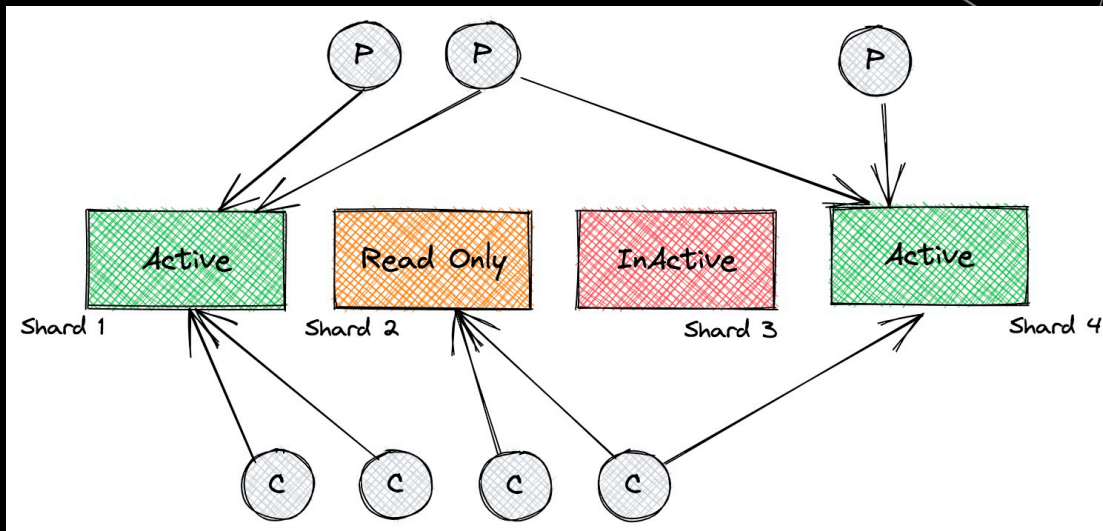 P
P
P
Active
Read Only
InActive
Active
Shard 1
Shard 2
Shard 3
Shard 4
C
C
C
C